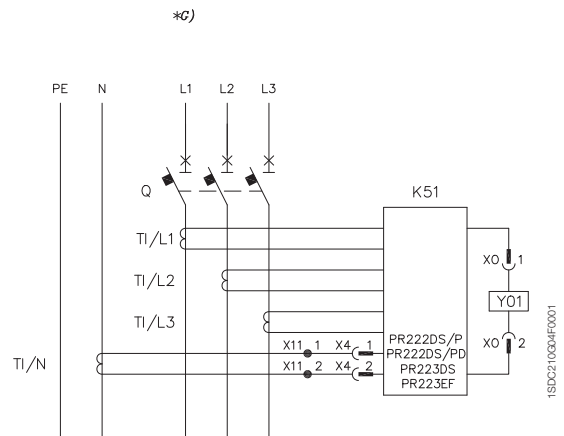 *G)
PE N L1 L2 L3
Q
K51
TI/L1
X0 1
TI/L2
Y01
TI/L3
X0 2
X11 1 X4 1
PR222DS/P
PR222DS/PD
TI/N
X11 2 X4 2
PR223DS
PR223EF
1SDC210G04F0001